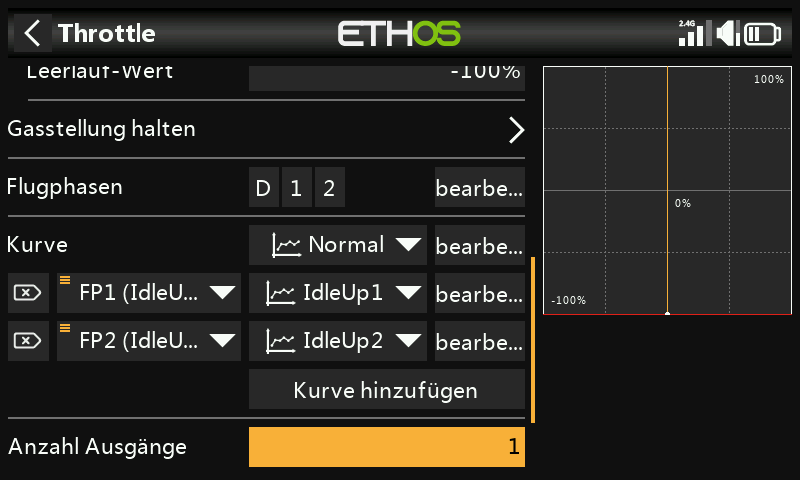 Throttle
ETHOS
2.4G
Leerlauf-Wert -100%
Gasstellung halten
Flugphasen D 1 2 bearbe...
Kurve Normal bearbe...
FP1 (IdleU... IdleUp1 bearbe...
FP2 (IdleU... IdleUp2 bearbe...
Kurve hinzufügen
Anzahl Ausgänge 1
100%
0%
-100%